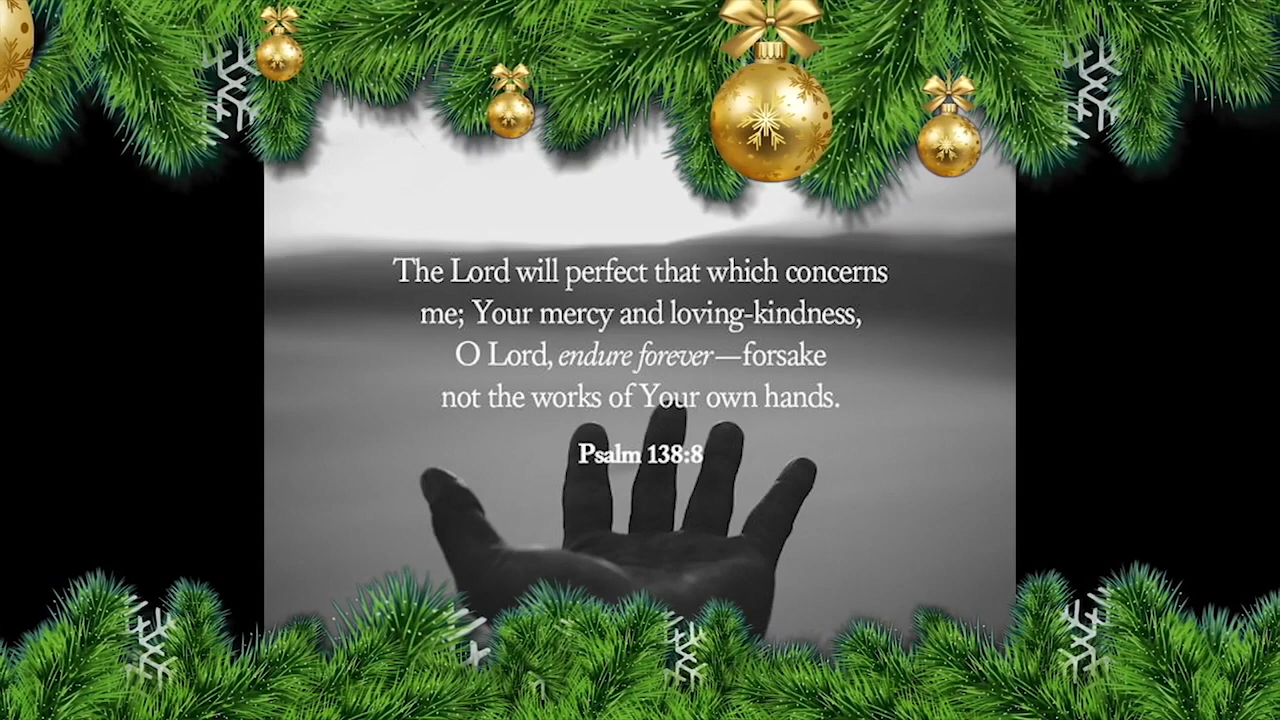 The Lord will perfect that which concerns
me; Your mercy and loving-kindness,
O Lord, endure forever—forsake
not the works of Your own hands.
Psalm 138:8